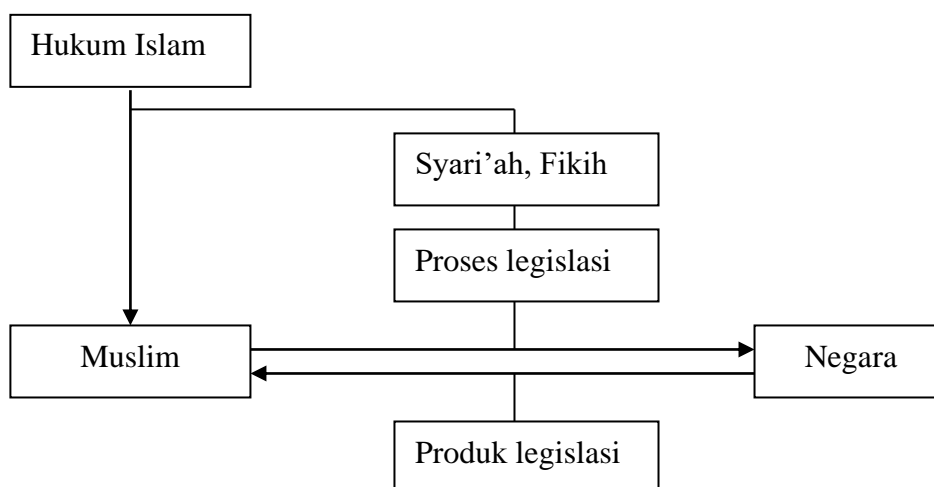 Hukum Islam
Syari’ah, Fikih
Proses legislasi
Muslim
Negara
Produk legislasi